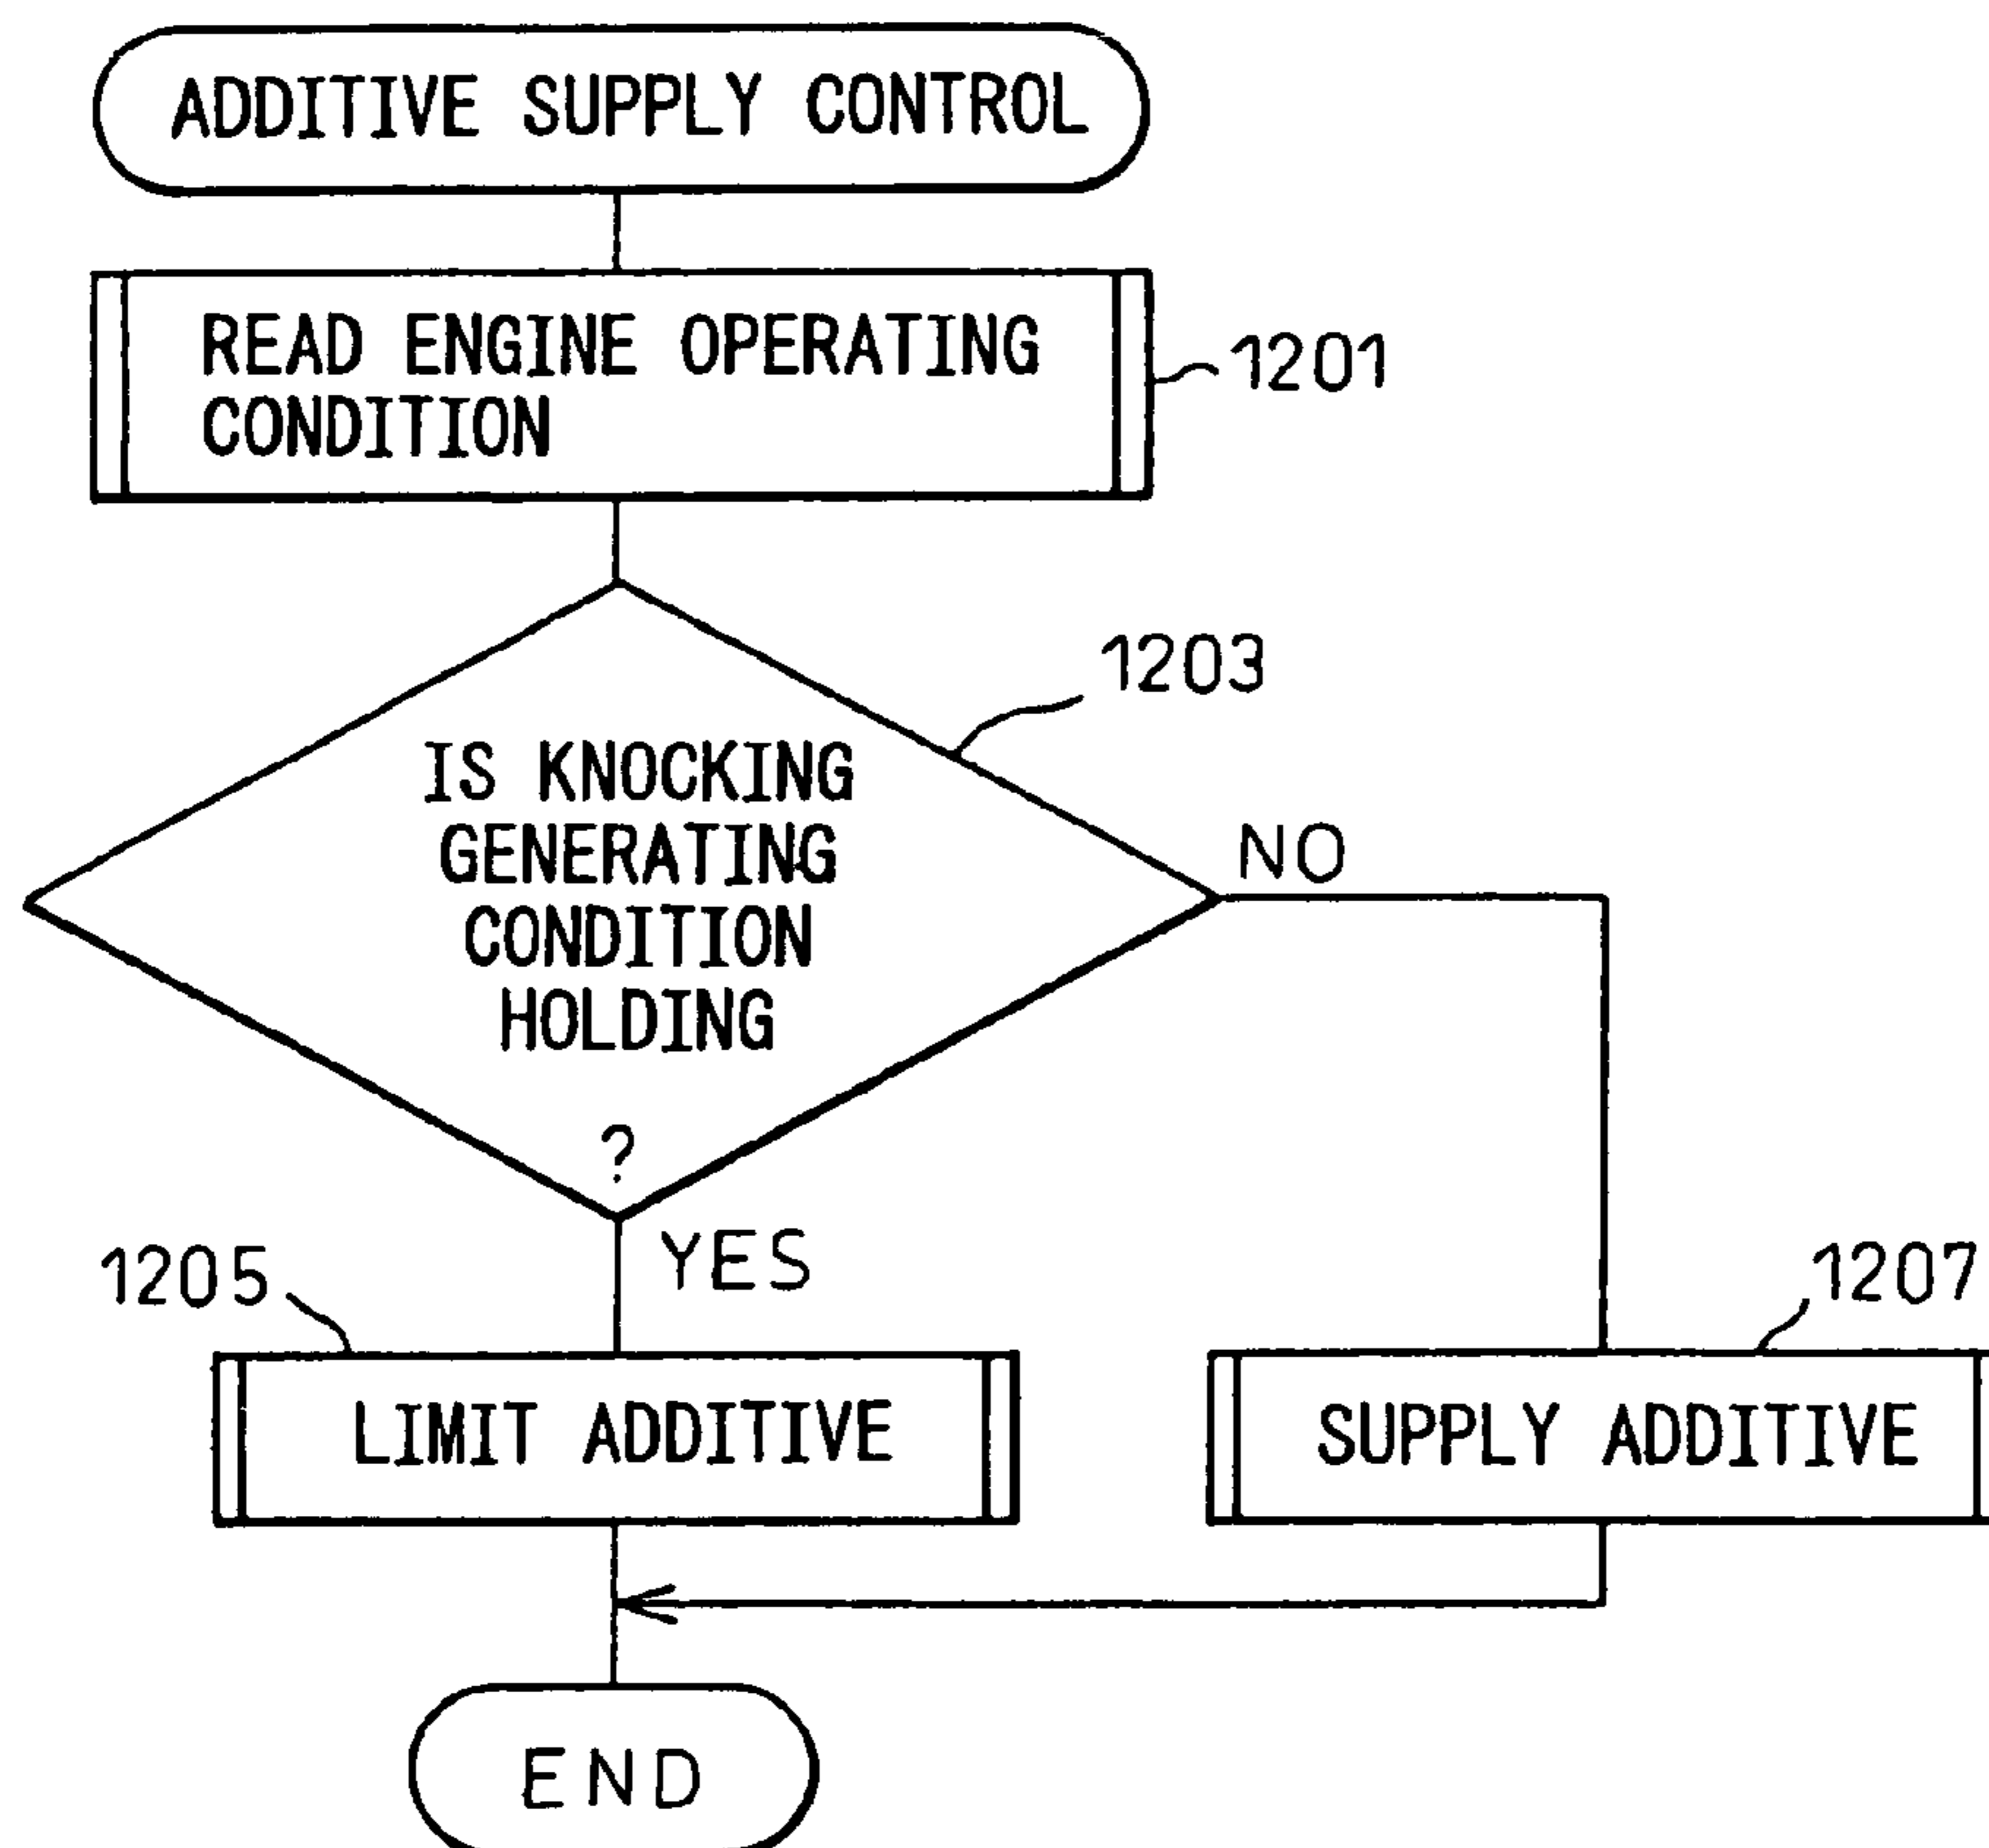 ADDITIVE SUPPLY CONTROL
READ ENGINE OPERATING
CONDITION
1201
1203
IS KNOCKING
GENERATING
CONDITION
HOLDING
?
NO
YES
1205
LIMIT ADDITIVE
1207
SUPPLY ADDITIVE
END